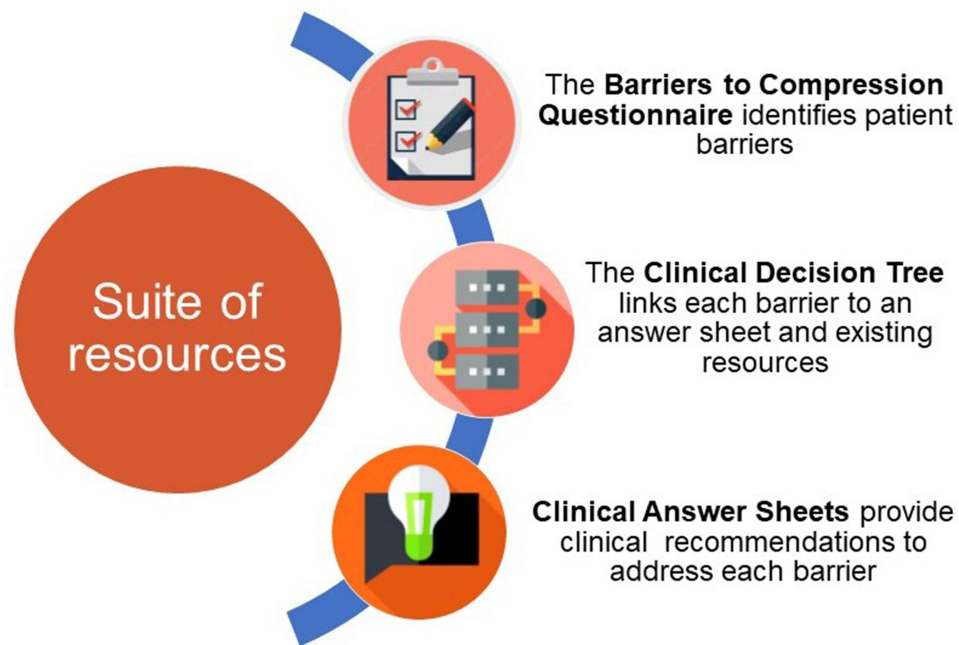 Suite of
resources
The Barriers to Compression
Questionnaire identifies patient
barriers
The Clinical Decision Tree
links each barrier to an
answer sheet and existing
resources
Clinical Answer Sheets provide
clinical recommendations to
address each barrier